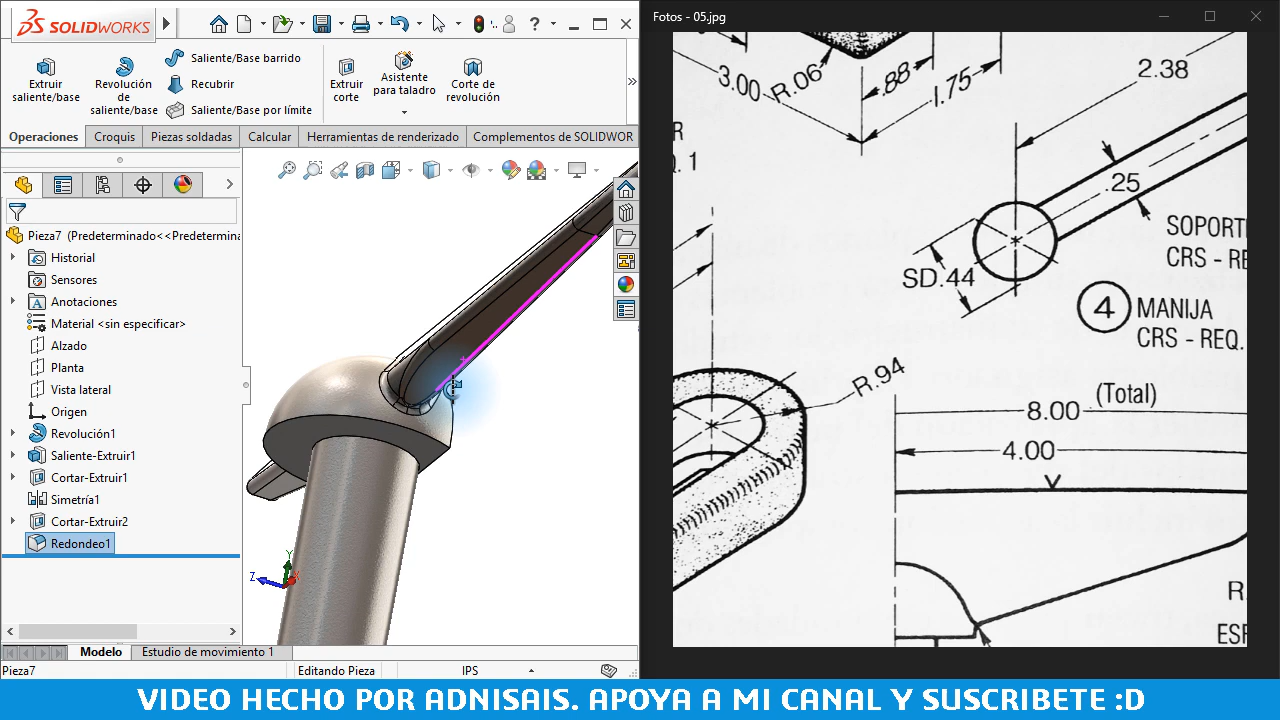 SOLIDWORKS
Extruir saliente/base
Revolución de saliente/base
Saliente/Base barrido
Recubrir
Saliente/Base por límite
Extruir corte
Asistente para taladro
Corte de revolución
Operaciones
Croquis
Piezas soldadas
Calcular
Herramientas de renderizado
Complementos de SOLIDWOR
Pieza7 (Predeterminado<<Predetermina
Historial
Sensores
Anotaciones
Material <sin especificar>
Alzado
Planta
Vista lateral
Origen
Revolución1
Saliente-Extruir1
Cortar-Extruir1
Simetría1
Cortar-Extruir2
Redondeo1
Y
Z
X
Modelo
Estudio de movimiento 1
Pieza7
Editando Pieza
IPS
Fotos - 05.jpg
3.00
R.06
.88
1.75
2.38
R
Q. 1
.25
SD.44
SOPORT
CRS - RE
4
MANIJA
CRS - REQ.
R.94
(Total)
8.00
4.00
R.
ESF
VIDEO HECHO POR ADNISAIS. APOYA A MI CANAL Y SUSCRIBETE :D